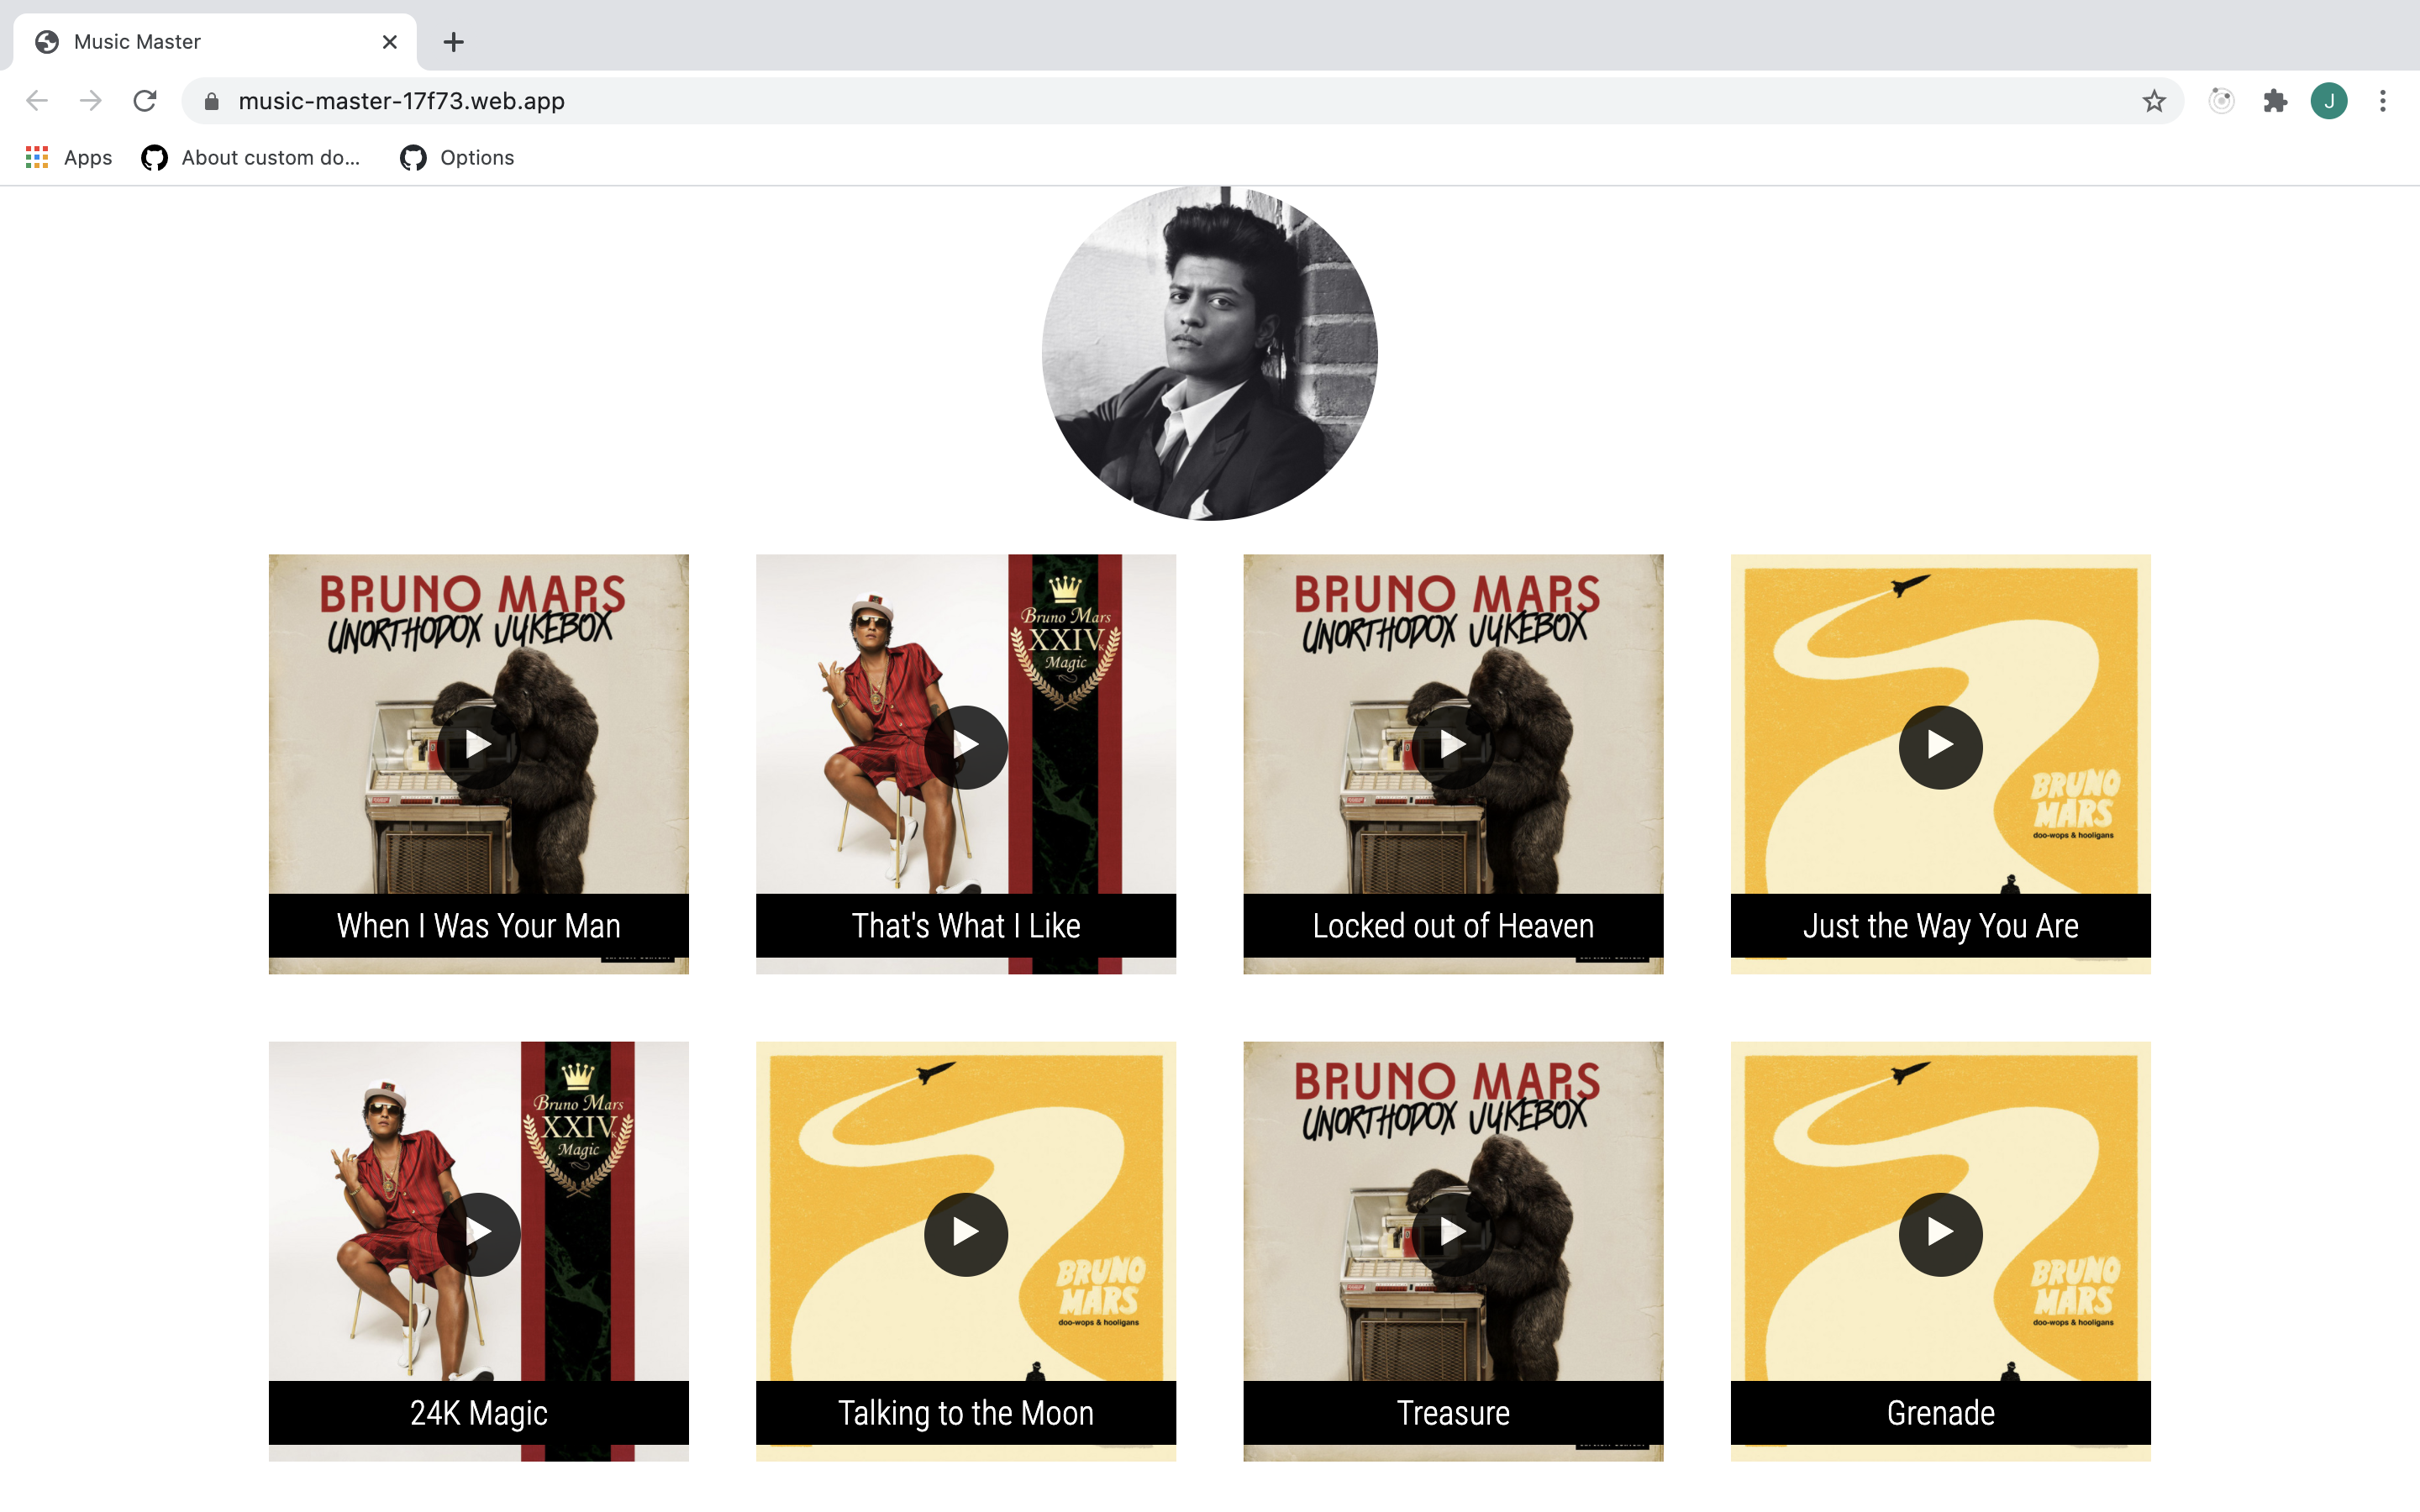 Music Master
music-master-17f73.web.app
J
Apps
About custom do...
Options
BRUNO MARS
UNORTHODOX JUKEBOX
When I Was Your Man
Bruno Mars
XXIVK
Magic
That's What I Like
BRUNO MARS
UNORTHODOX JUKEBOX
Locked out of Heaven
BRUNO
MARS
doo-wops & hooligans
Just the Way You Are
Bruno Mars
XXIVK
Magic
24K Magic
BRUNO
MARS
doo-wops & hooligans
Talking to the Moon
BRUNO MARS
UNORTHODOX JUKEBOX
Treasure
BRUNO
MARS
doo-wops & hooligans
Grenade